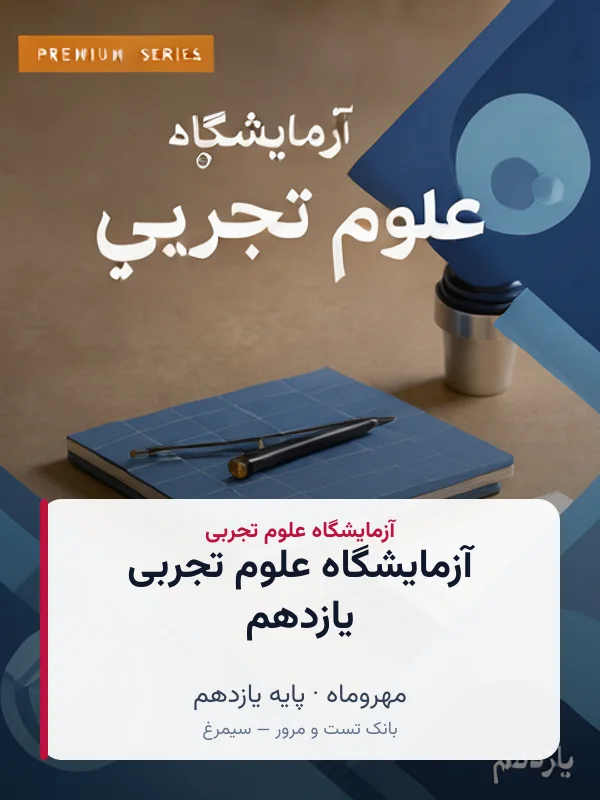 PREMIUM SERIES
آزمایشگاه
علوم تجریي
آزمایشگاه علوم تجربی
آزمایشگاه علوم تجربی
یازدهم
مهروماه · پایه یازدهم
بانک تست و مرور – سیمرغ
یازدهم